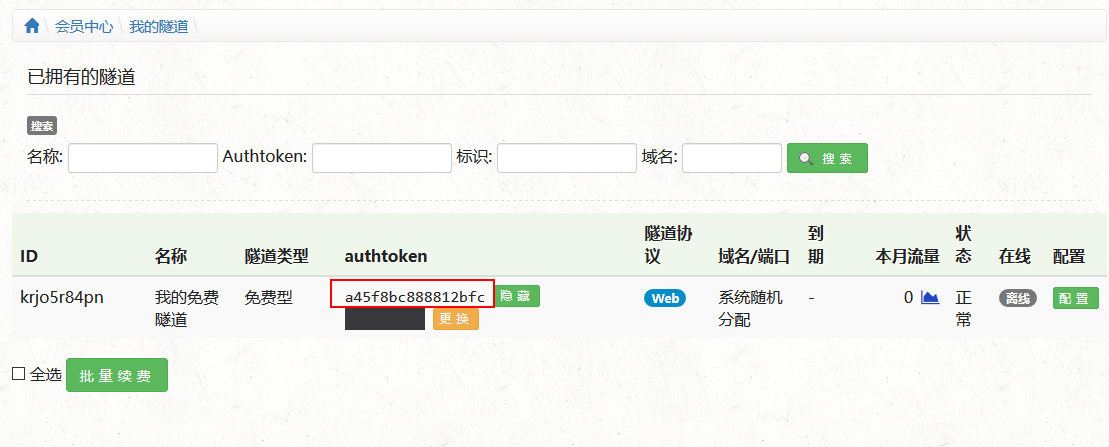 会员中心 我的隧道
已拥有的隧道
搜索
名称: Authtoken: 标识: 域名: 搜索
ID 名称 隧道类型 authtoken 隧道协议 域名/端口 到期 本月流量 状态 在线 配置
krjo5r84pn 我的免费隧道 免费型 a45f8bc888812bfc 隐藏 更换 Web 系统随机分配 - 0 正常 离线 配置
全选 批量续费